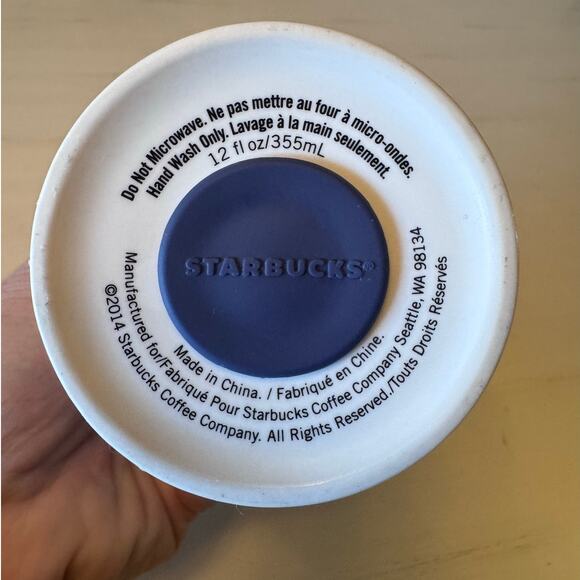 Do Not Microwave. Ne pas mettre au four à micro-ondes.
Hand Wash Only. Lavage à la main seulement.
12 fl oz/355mL
STARBUCKS®
Made in China. / Fabriqué en Chine.
Manufactured for/Fabriqué Pour Starbucks Coffee Company Seattle, WA 98134
©2014 Starbucks Coffee Company. All Rights Reserved./Touts Droits Réservés